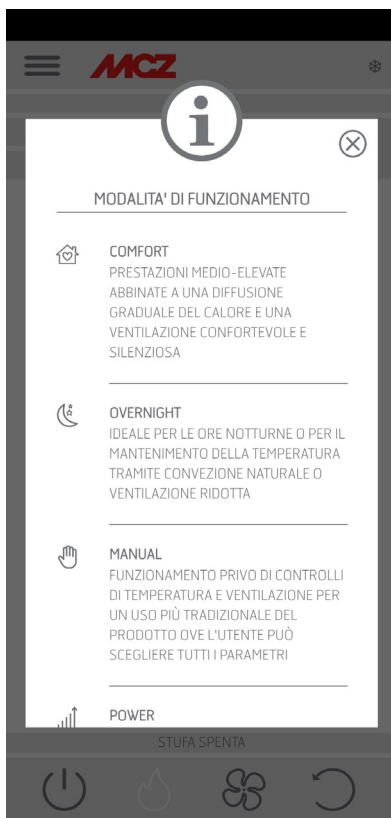 MCZ
MODALITA' DI FUNZIONAMENTO
COMFORT
PRESTAZIONI MEDIO-ELEVATE
ABBINATE A UNA DIFFUSIONE
GRADUALE DEL CALORE E UNA
VENTILAZIONE CONFORTEVOLE E
SILENZIOSA
OVERNIGHT
IDEALE PER LE ORE NOTTURNE O PER IL
MANTENIMENTO DELLA TEMPERATURA
TRAMITE CONVEZIONE NATURALE O
VENTILAZIONE RIDOTTA
MANUAL
FUNZIONAMENTO PRIVO DI CONTROLLI
DI TEMPERATURA E VENTILAZIONE PER
UN USO PIÙ TRADIZIONALE DEL
PRODOTTO OVE L'UTENTE PUÒ
SCEGLIERE TUTTI I PARAMETRI
POWER
STUFA SPENTA